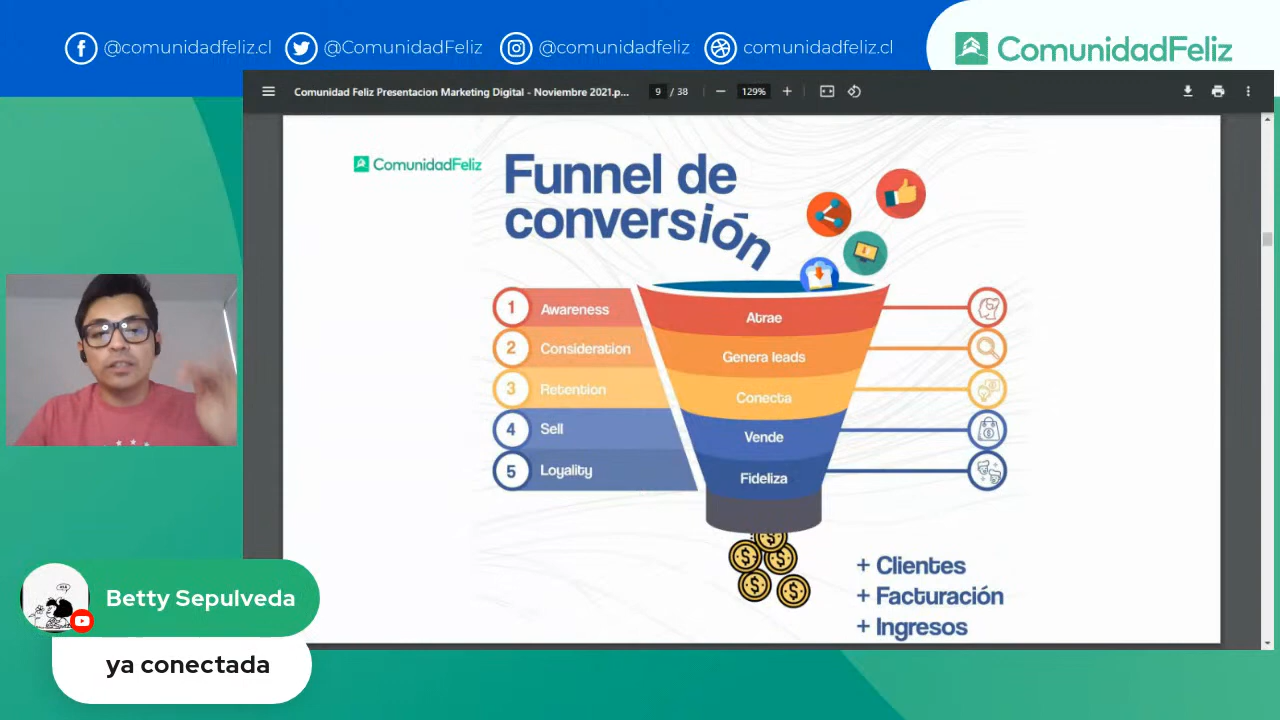 @comunidadfeliz.cl
@ComunidadFeliz
@comunidadfeliz
comunidadfeliz.cl
ComunidadFeliz
Comunidad Feliz Presentacion Marketing Digital - Noviembre 2021.p...
9 / 38
129%
ComunidadFeliz
Funnel de
conversión
1 Awareness
Atrae
2 Consideration
Genera leads
3 Retention
Conecta
4 Sell
Vende
5 Loyality
Fideliza
+ Clientes
+ Facturación
+ Ingresos
Betty Sepulveda
ya conectada